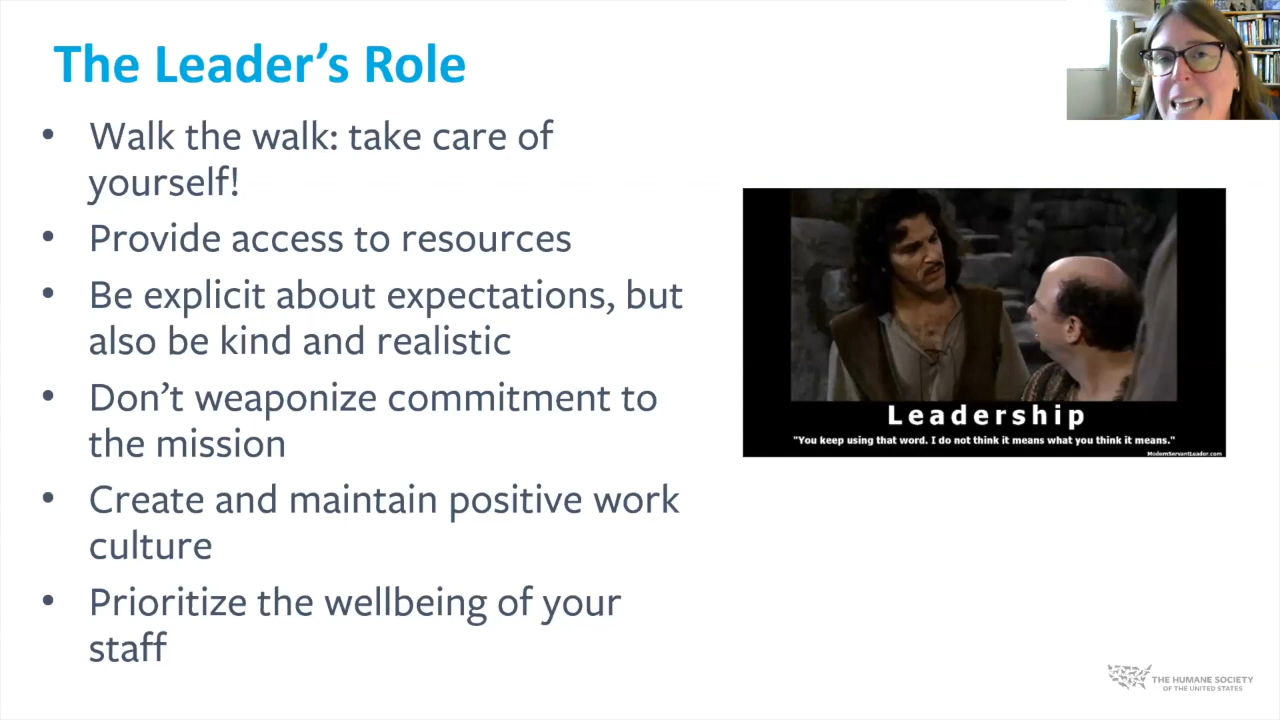 The Leader’s Role
• Walk the walk: take care of
yourself!
• Provide access to resources
• Be explicit about expectations, but
also be kind and realistic
• Don’t weaponize commitment to
the mission
• Create and maintain positive work
culture
• Prioritize the wellbeing of your
staff
Leadership
"You keep using that word. I do not think it means what you think it means."
ModernServantLeader.com
THE HUMANE SOCIETY
OF THE UNITED STATES